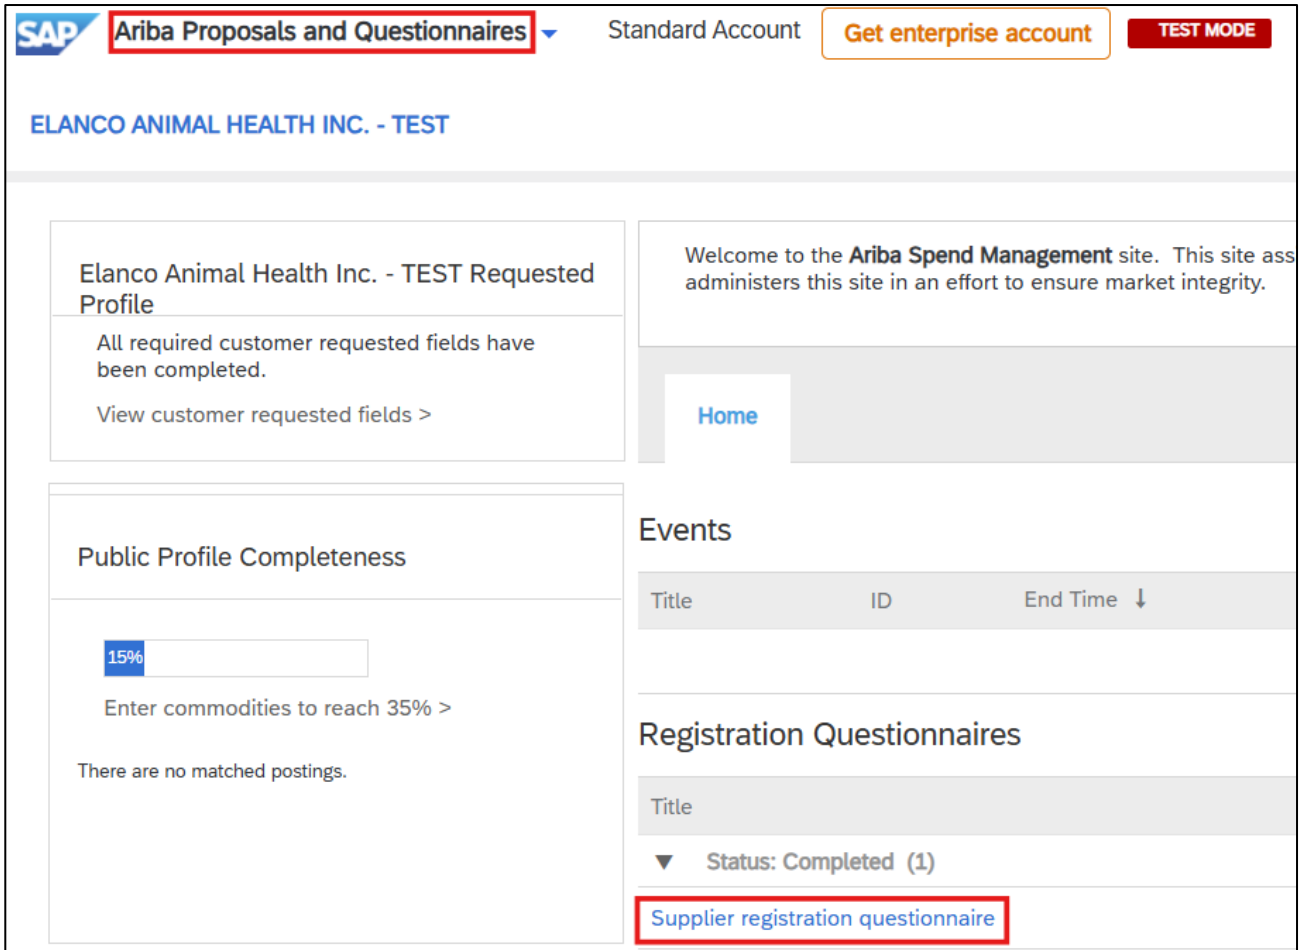 SAP Ariba Proposals and Questionnaires Standard Account Get enterprise account TEST MODE
ELANCO ANIMAL HEALTH INC. - TEST
Elanco Animal Health Inc. - TEST Requested
Profile
All required customer requested fields have
been completed.
View customer requested fields >
Public Profile Completeness
15%
Enter commodities to reach 35% >
There are no matched postings.
Welcome to the Ariba Spend Management site. This site ass
administers this site in an effort to ensure market integrity.
Home
Events
Title ID End Time ↓
Registration Questionnaires
Title
▼ Status: Completed (1)
Supplier registration questionnaire